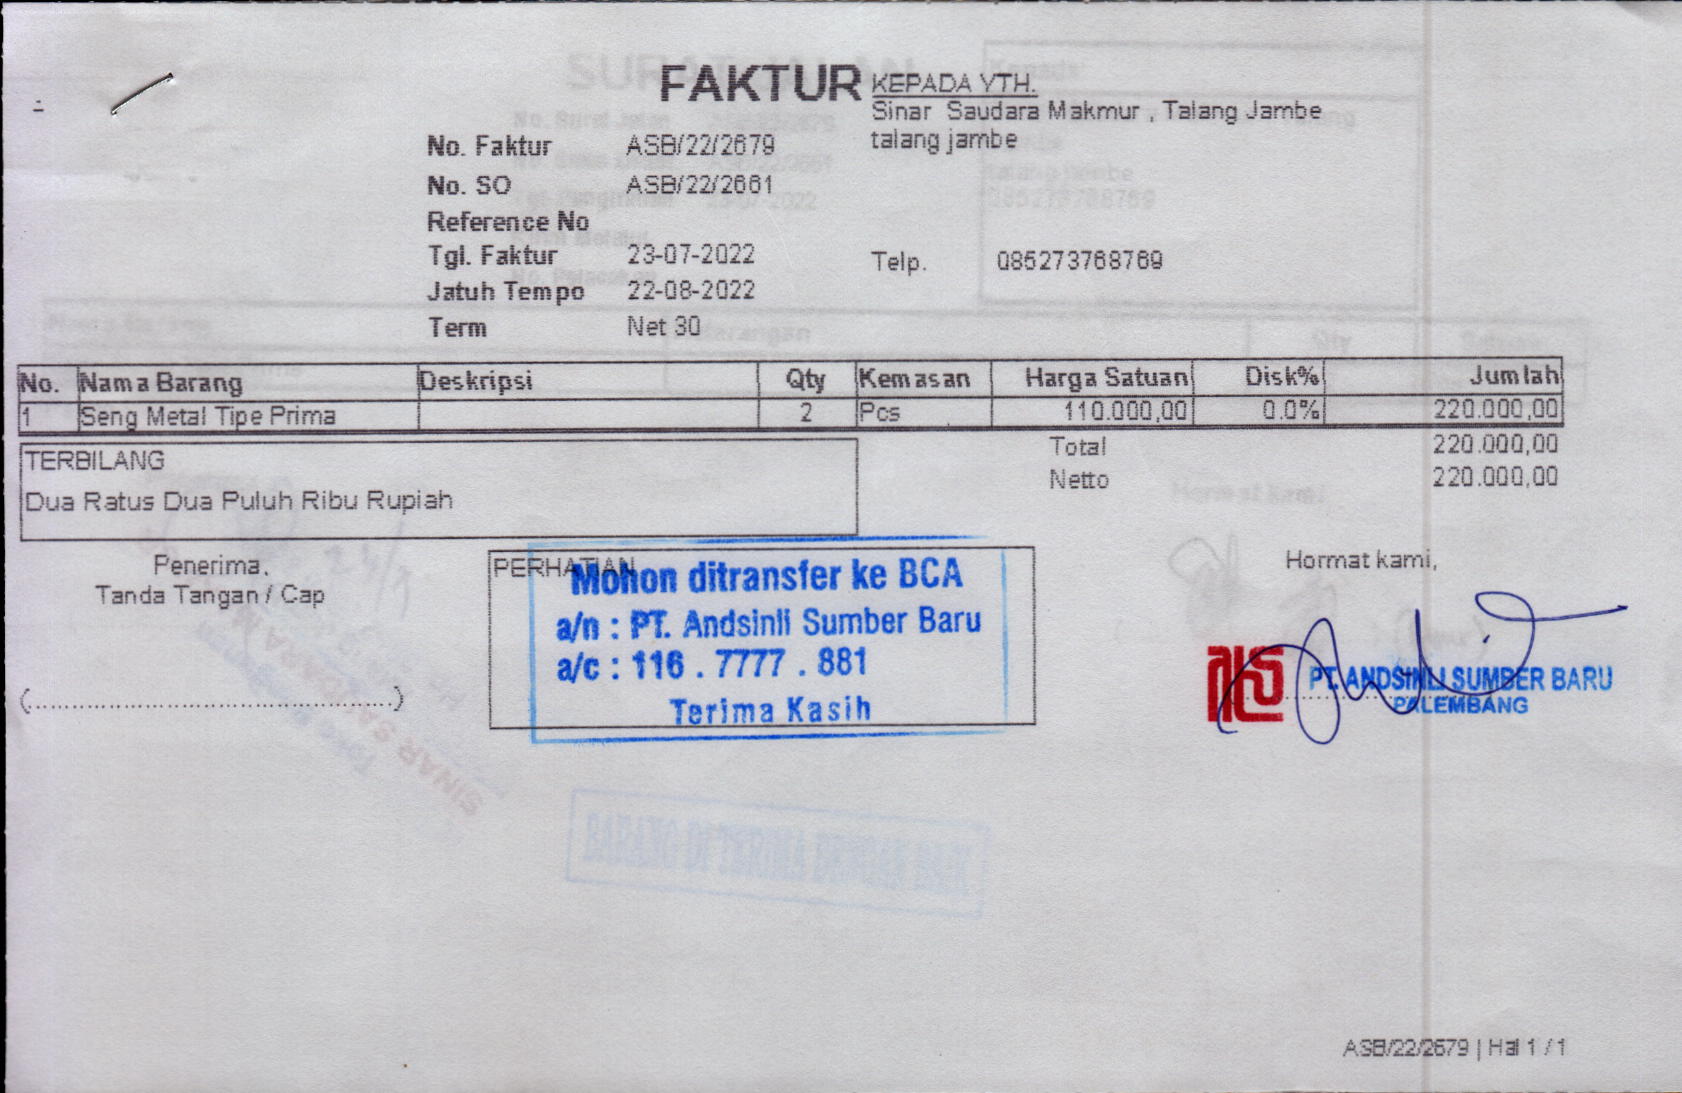 FAKTUR
KEPADA YTH.
Sinar Saudara Makmur , Talang Jambe
talang jambe
No. Faktur ASB/22/2679
No. SO ASB/22/2661
Reference No
Tgl. Faktur 23-07-2022
Telp. 085273768769
Jatuh Tempo 22-08-2022
Term Net 30
No. Nama Barang Deskripsi Qty Kemasan Harga Satuan Disk% Jumlah
1 Seng Metal Tipe Prima 2 Pcs 110.000,00 0.0% 220.000,00
Total 220.000,00
TERBILANG
Netto 220.000,00
Dua Ratus Dua Puluh Ribu Rupiah
Penerima,
Tanda Tangan / Cap
PERHATIAN
Mohon ditransfer ke BCA
a/n : PT. Andsinli Sumber Baru
a/c : 116 . 7777 . 881
Terima Kasih
Hormat kami,
PT. ANDSINLI SUMBER BARU
PALEMBANG
BARANG DI TERIMA DENGAN BAIK
ASB/22/2679 | Hal 1 / 1